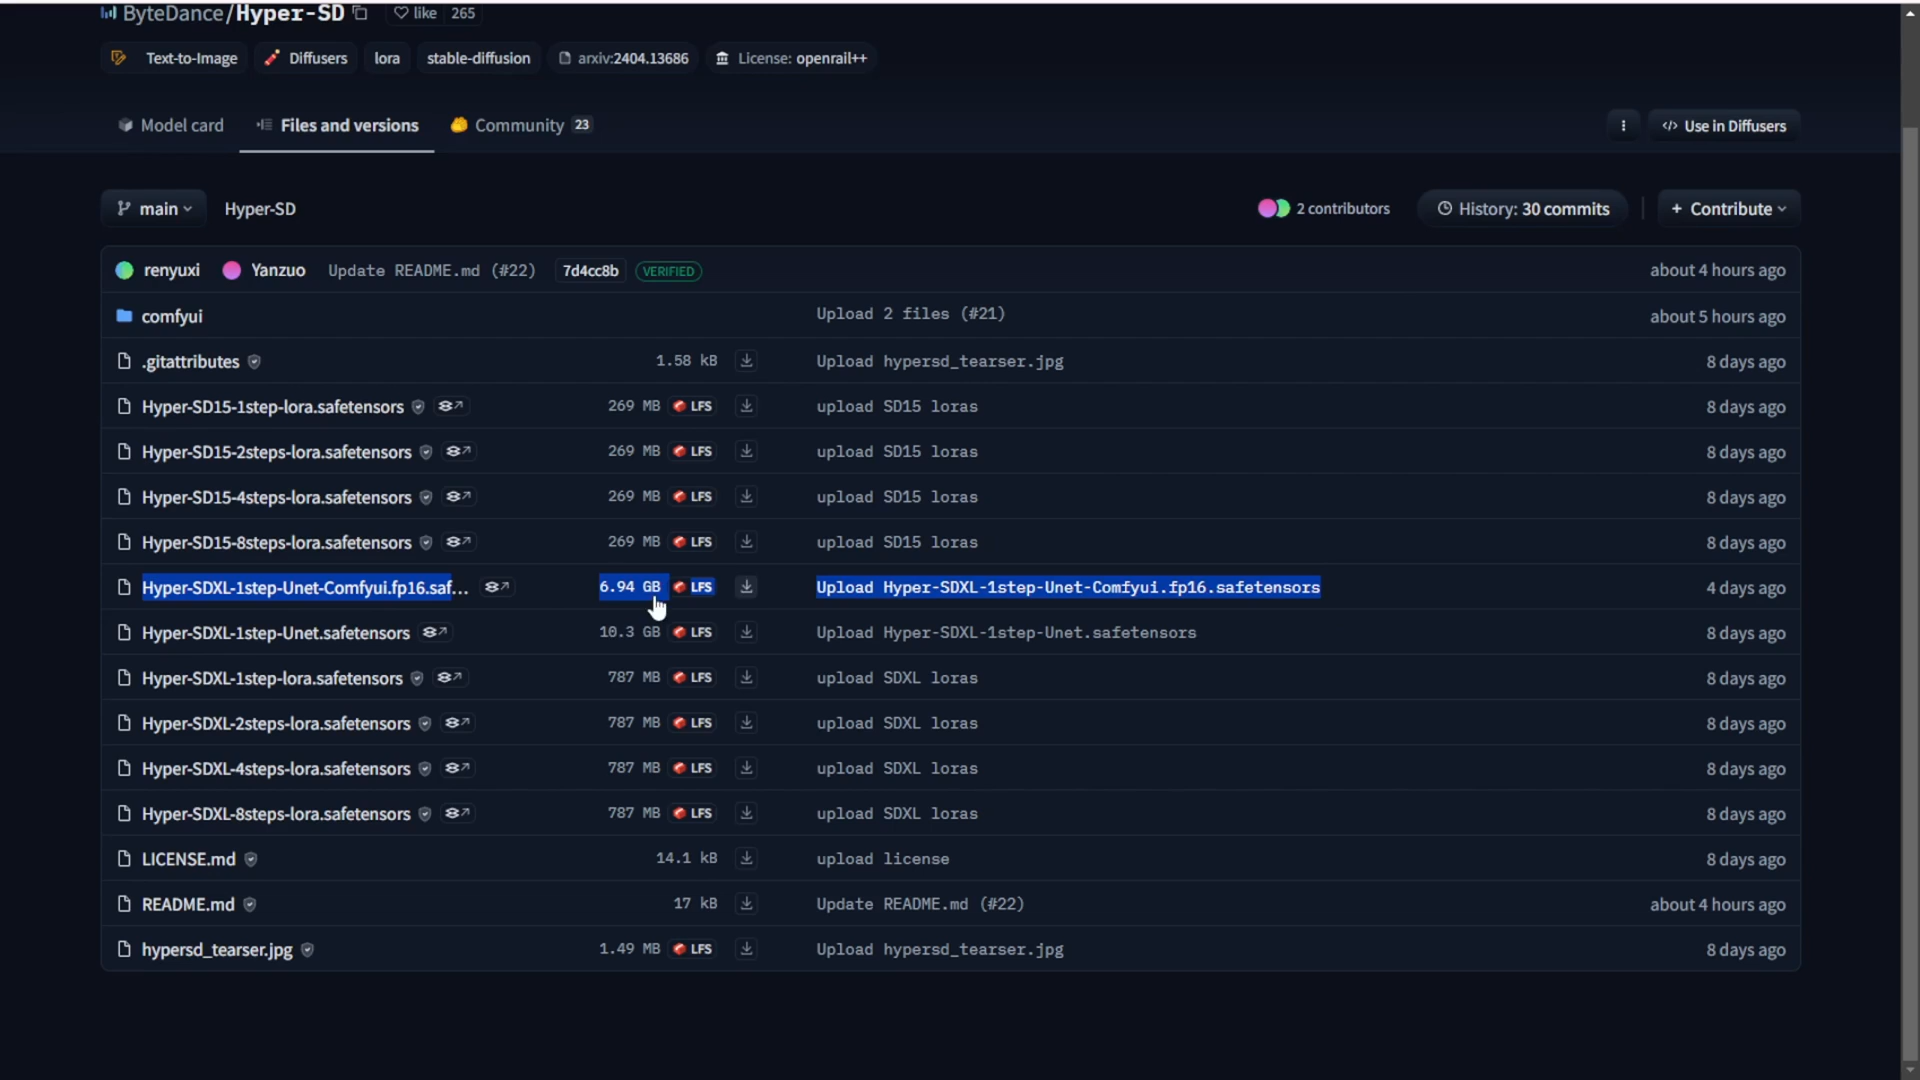 ByteDance/Hyper-SD like 265
Text-to-Image Diffusers lora stable-diffusion arxiv:2404.13686 License: openrail++
Model card Files and versions Community 23 Use in Diffusers
main Hyper-SD 2 contributors History: 30 commits + Contribute
renyuxi Yanzuo Update README.md (#22) 7d4cc8b VERIFIED about 4 hours ago
comfyui Upload 2 files (#21) about 5 hours ago
.gitattributes 1.58 kB Upload hypersd_tearser.jpg 8 days ago
Hyper-SD15-1step-lora.safetensors 269 MB LFS upload SD15 loras 8 days ago
Hyper-SD15-2steps-lora.safetensors 269 MB LFS upload SD15 loras 8 days ago
Hyper-SD15-4steps-lora.safetensors 269 MB LFS upload SD15 loras 8 days ago
Hyper-SD15-8steps-lora.safetensors 269 MB LFS upload SD15 loras 8 days ago
Hyper-SDXL-1step-Unet-Comfyui.fp16.saf... 6.94 GB LFS Upload Hyper-SDXL-1step-Unet-Comfyui.fp16.safetensors 4 days ago
Hyper-SDXL-1step-Unet.safetensors 10.3 GB LFS Upload Hyper-SDXL-1step-Unet.safetensors 8 days ago
Hyper-SDXL-1step-lora.safetensors 787 MB LFS upload SDXL loras 8 days ago
Hyper-SDXL-2steps-lora.safetensors 787 MB LFS upload SDXL loras 8 days ago
Hyper-SDXL-4steps-lora.safetensors 787 MB LFS upload SDXL loras 8 days ago
Hyper-SDXL-8steps-lora.safetensors 787 MB LFS upload SDXL loras 8 days ago
LICENSE.md 14.1 kB upload license 8 days ago
README.md 17 kB Update README.md (#22) about 4 hours ago
hypersd_tearser.jpg 1.49 MB LFS Upload hypersd_tearser.jpg 8 days ago